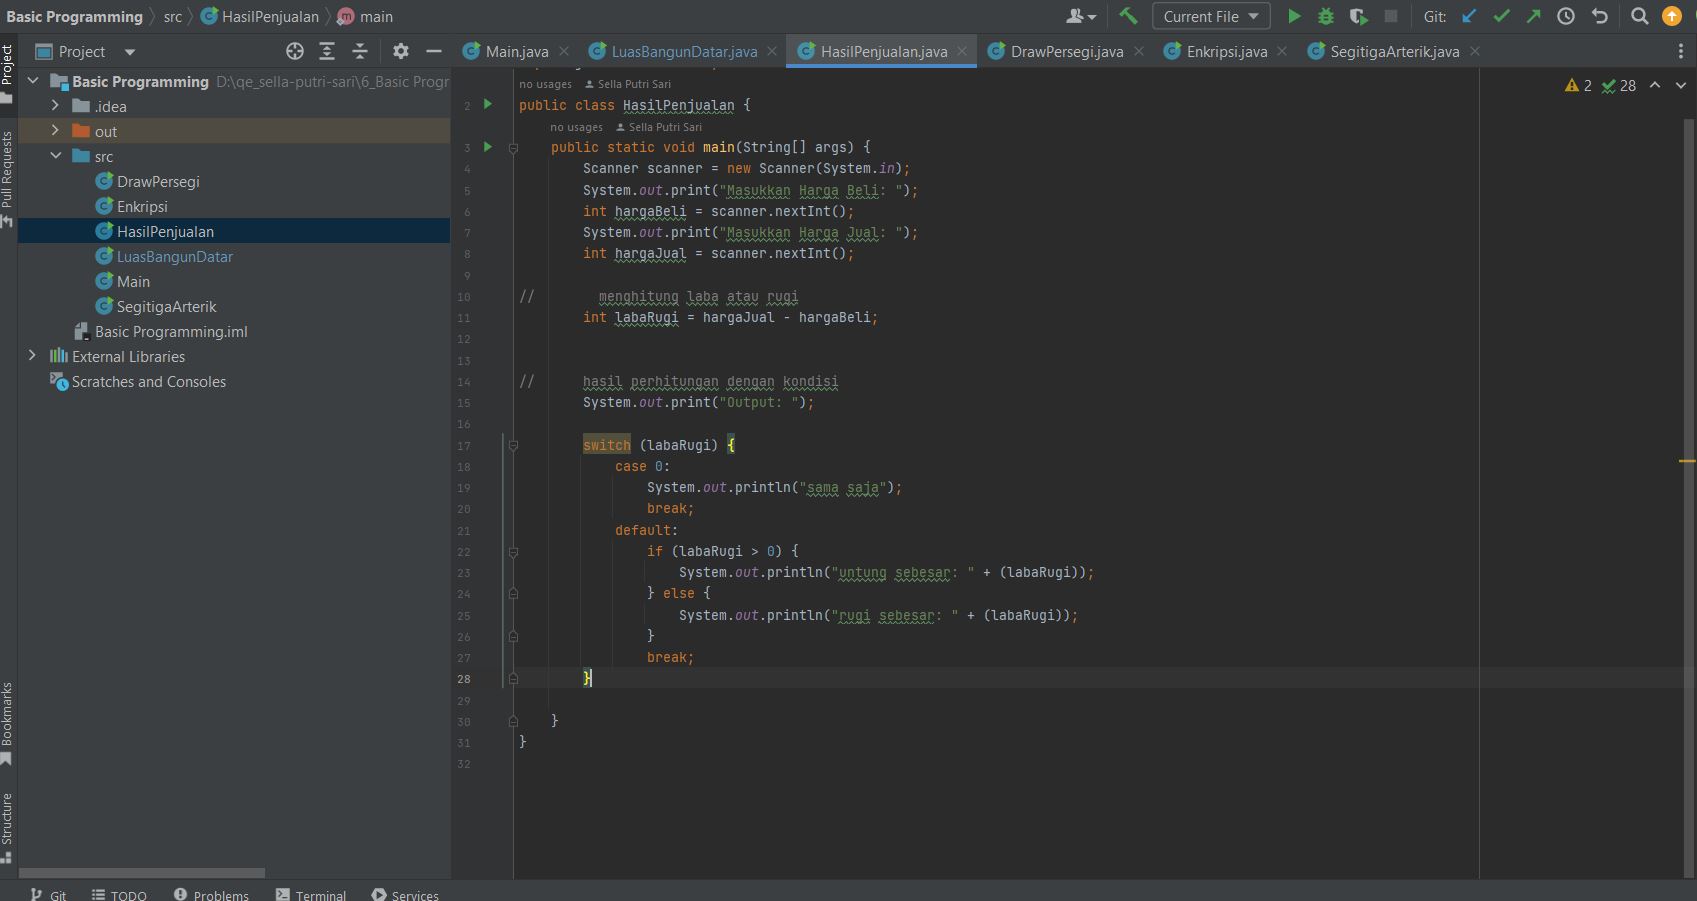 Basic Programming src HasilPenjualan main Current File Git:
Project Main.java LuasBangunDatar.java HasilPenjualan.java DrawPersegi.java Enkripsi.java SegitigaArterik.java
Project
Pull Requests
Bookmarks
Structure
Basic Programming D:\qe_sella-putri-sari\6_Basic Progr
.idea
out
src
DrawPersegi
Enkripsi
HasilPenjualan
LuasBangunDatar
Main
SegitigaArterik
Basic Programming.iml
External Libraries
Scratches and Consoles
2 28
no usages Sella Putri Sari
2 public class HasilPenjualan {
no usages Sella Putri Sari
3 public static void main(String[] args) {
4 Scanner scanner = new Scanner(System.in);
5 System.out.print("Masukkan Harga Beli: ");
6 int hargaBeli = scanner.nextInt();
7 System.out.print("Masukkan Harga Jual: ");
8 int hargaJual = scanner.nextInt();
9
10 // menghitung laba atau rugi
11 int labaRugi = hargaJual - hargaBeli;
12
13
14 // hasil perhitungan dengan kondisi
15 System.out.print("Output: ");
16
17 switch (labaRugi) {
18 case 0:
19 System.out.println("sama saja");
20 break;
21 default:
22 if (labaRugi > 0) {
23 System.out.println("untung sebesar: " + (labaRugi));
24 } else {
25 System.out.println("rugi sebesar: " + (labaRugi));
26 }
27 break;
28 }
29
30 }
31 }
32
Git TODO Problems Terminal Services